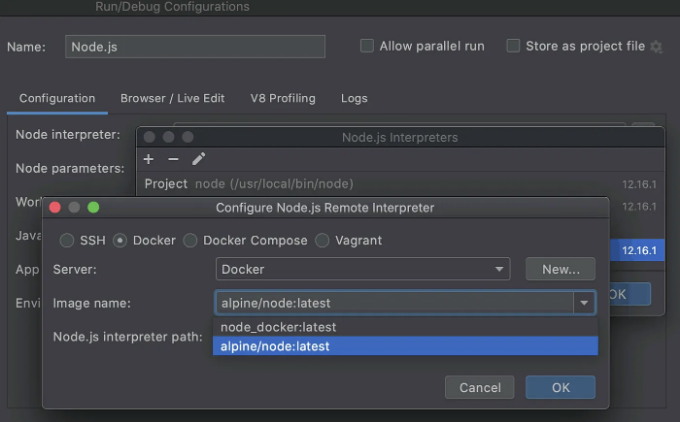 Run/Debug Configurations
Name: Node.js Allow parallel run Store as project file
Configuration Browser / Live Edit V8 Profiling Logs
Node interpreter:
Node.js Interpreters
Node parameters:
Project node (/usr/local/bin/node) 12.16.1
Work 12.16.1
Configure Node.js Remote Interpreter
Java
SSH Docker Docker Compose Vagrant
12.16.1
App
Server: Docker New...
Envi
Image name: alpine/node:latest
OK
node_docker:latest
Node.js interpreter path:
alpine/node:latest
Cancel OK